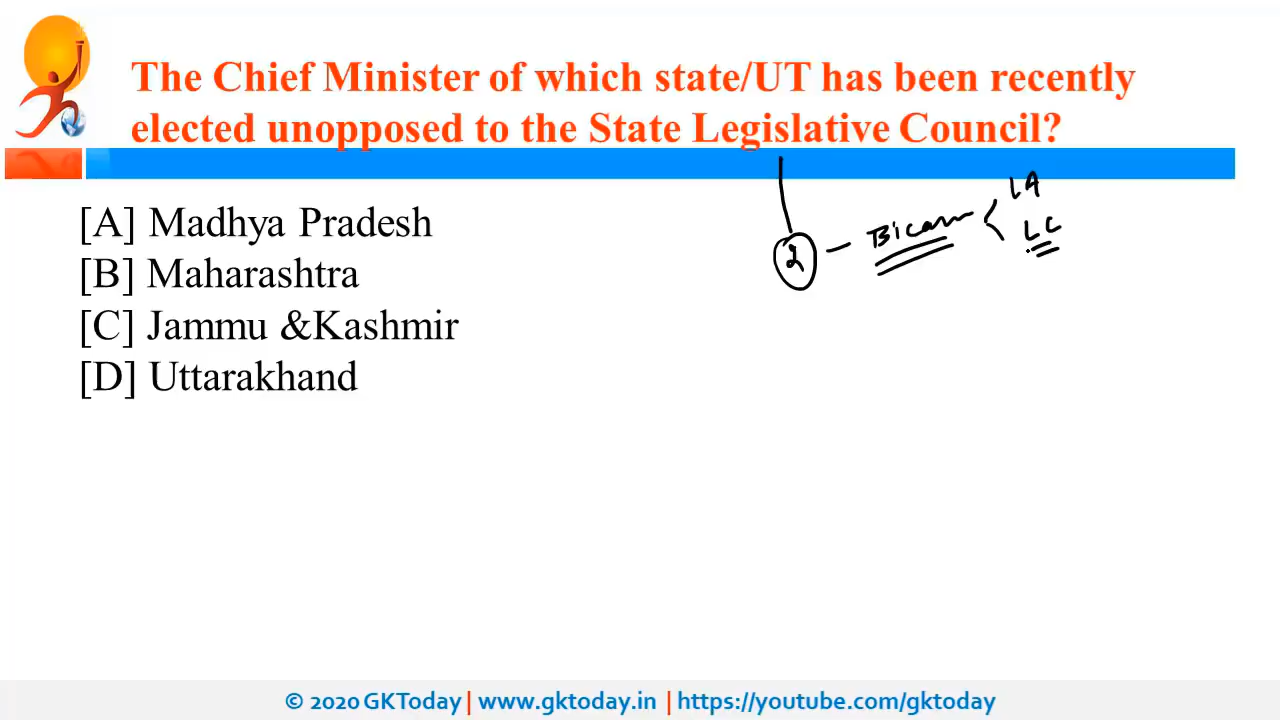 The Chief Minister of which state/UT has been recently
elected unopposed to the State Legislative Council?
[A] Madhya Pradesh
[B] Maharashtra
[C] Jammu &Kashmir
[D] Uttarakhand
LA
2 - Bicam
LC
© 2020 GKToday | www.gktoday.in | https://youtube.com/gktoday